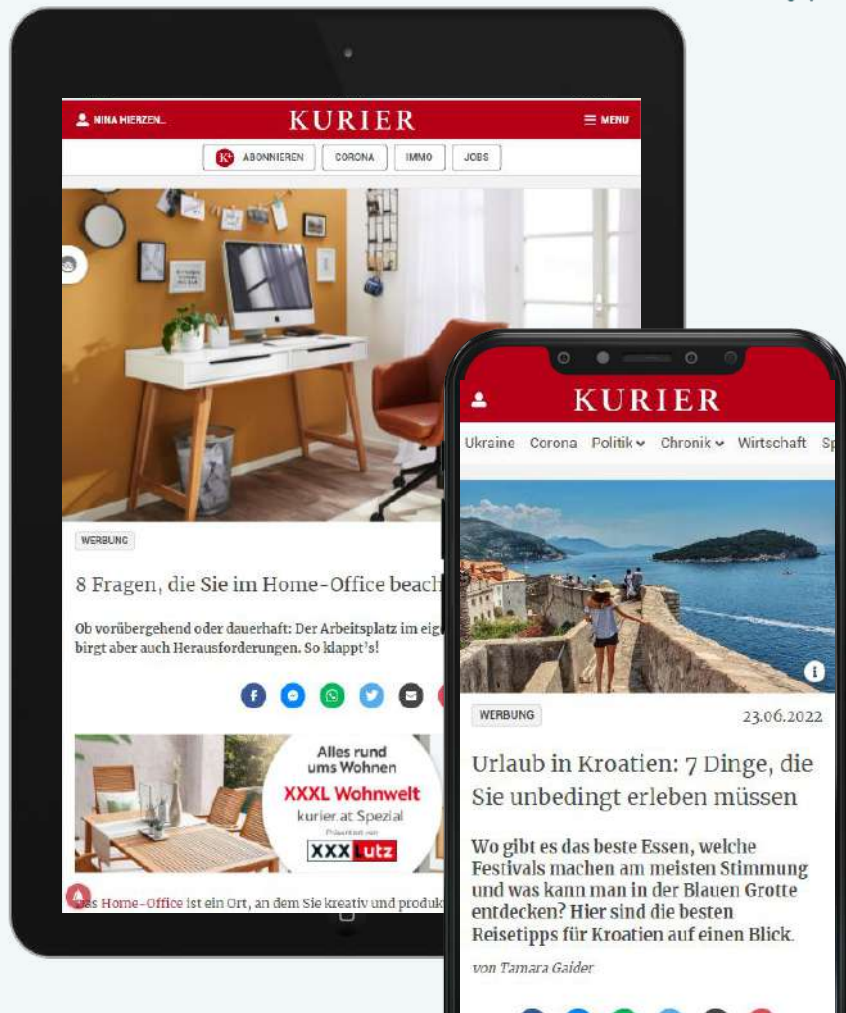 NINA HIERZEN...
KURIER
MENU
K+ ABONNIEREN
CORONA
IMMO
JOBS
WERBUNG
8 Fragen, die Sie im Home-Office beach
Ob vorübergehend oder dauerhaft: Der Arbeitsplatz im eig
birgt aber auch Herausforderungen. So klappt's!
Alles rund
ums Wohnen
XXXL Wohnwelt
kurier.at Spezial
Präsentiert von
XXXLutz
Das Home-Office ist ein Ort, an dem Sie kreativ und produk
KURIER
Ukraine Corona Politik Chronik Wirtschaft Sp
WERBUNG
23.06.2022
Urlaub in Kroatien: 7 Dinge, die
Sie unbedingt erleben müssen
Wo gibt es das beste Essen, welche
Festivals machen am meisten Stimmung
und was kann man in der Blauen Grotte
entdecken? Hier sind die besten
Reisetipps für Kroatien auf einen Blick.
von Tamara Gaider